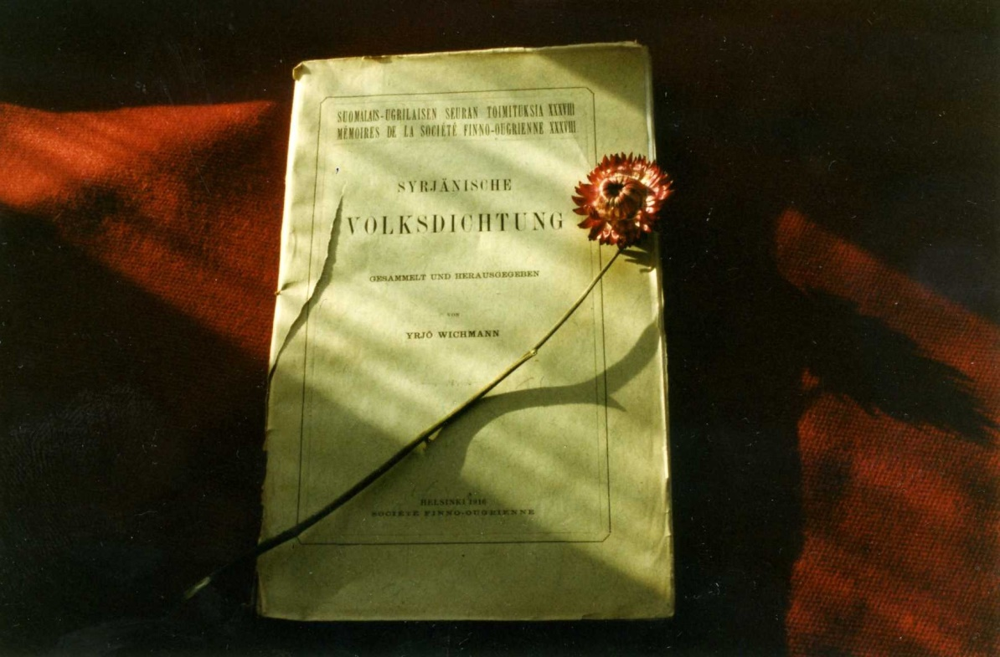 SUOMALAIS-UGRILAISEN SEURAN TOIMITUKSIA XXXVIII
MÉMOIRES DE LA SOCIÉTÉ FINNO-OUGRIENNE XXXVIII
SYRJÄNISCHE
VOLKSDICHTUNG
GESAMMELT UND HERAUSGEGEBEN
VON
YRJÖ WICHMANN
HELSINKI 1916
SOCIÉTÉ FINNO-OUGRIENNE